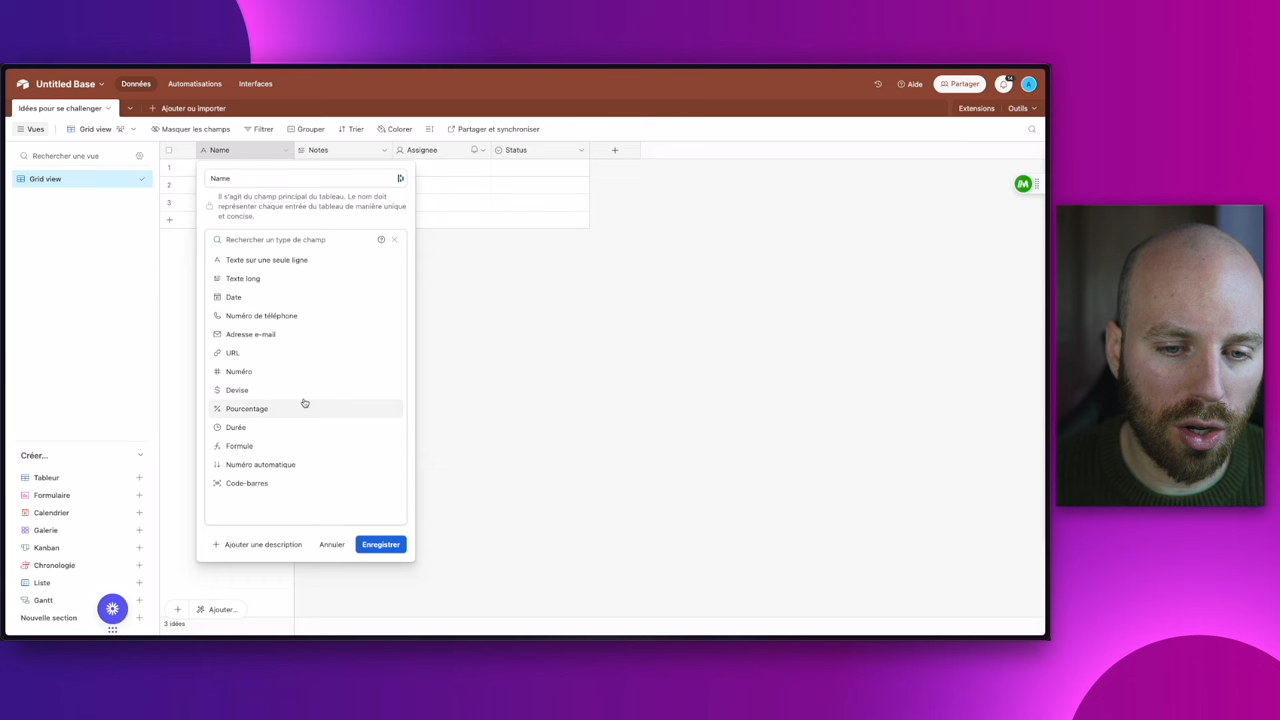 Untitled Base
Données
Automatisations
Interfaces
Aide
14
Partager
A
Idées pour se challenger
Ajouter ou importer
Extensions
Outils
Vues
Grid view
Masquer les champs
Filtrer
Grouper
Trier
Colorer
Partager et synchroniser
Rechercher une vue
Grid view
Name
Notes
Assignee
Status
1
2
3
Name
Il s'agit du champ principal du tableau. Le nom doit
représenter chaque entrée du tableau de manière unique
et concise.
Rechercher un type de champ
Texte sur une seule ligne
Texte long
Date
Numéro de téléphone
Adresse e-mail
URL
Numéro
Devise
Pourcentage
Durée
Formule
Numéro automatique
Code-barres
Ajouter une description
Annuler
Enregistrer
Créer...
Tableur
Formulaire
Calendrier
Galerie
Kanban
Chronologie
Liste
Gantt
Nouvelle section
Ajouter...
3 idées